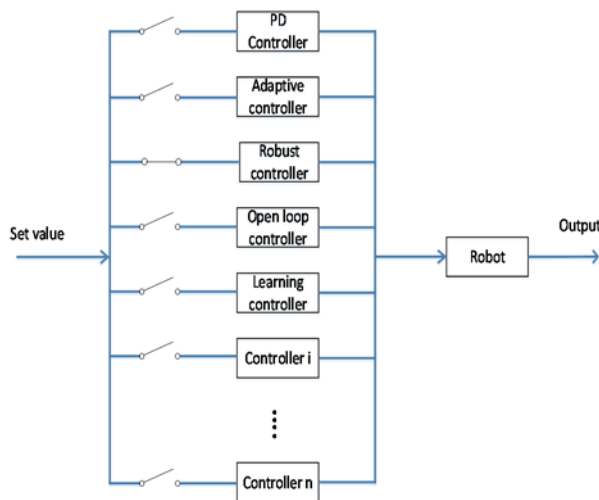 PD
Controller
Adaptive
controller
Robust
controller
Set value
Open loop
controller
Output
Robot
Learning
controller
Controller i
Controller n